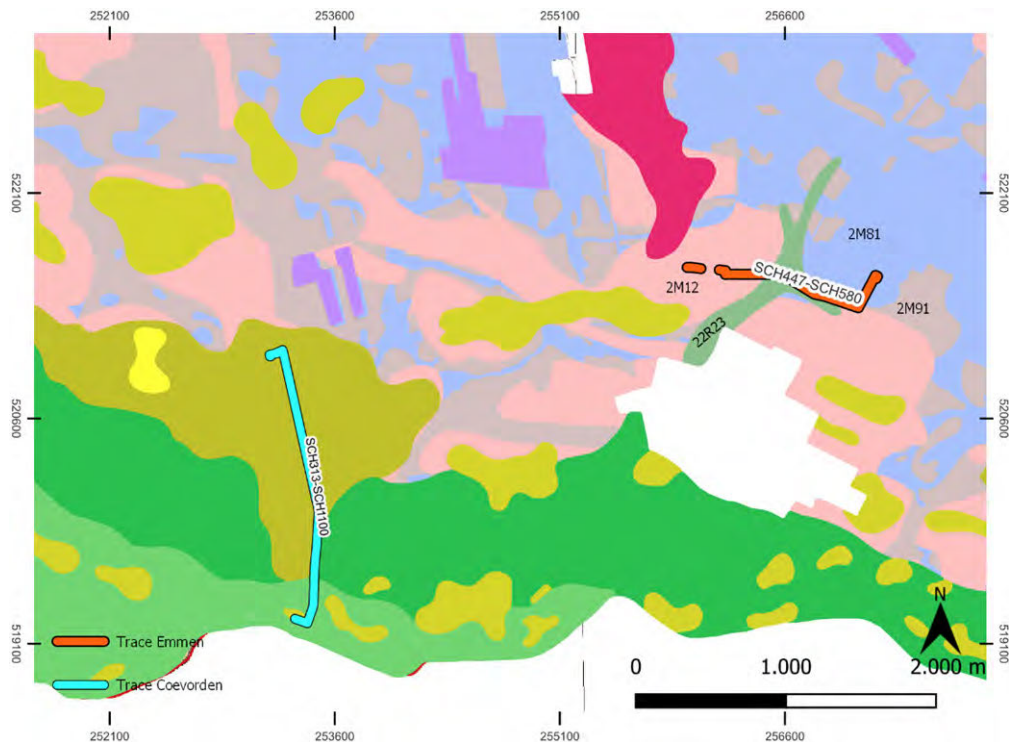 252100 253600 255100 256600
522100 522100
2M81
SCH447-SCH580
2M12
2M91
22R23
520600 520600
SCH313-SCH1100
N
519100 519100
Trace Emmen
0 1.000 2.000 m
Trace Coevorden
252100 253600 255100 256600